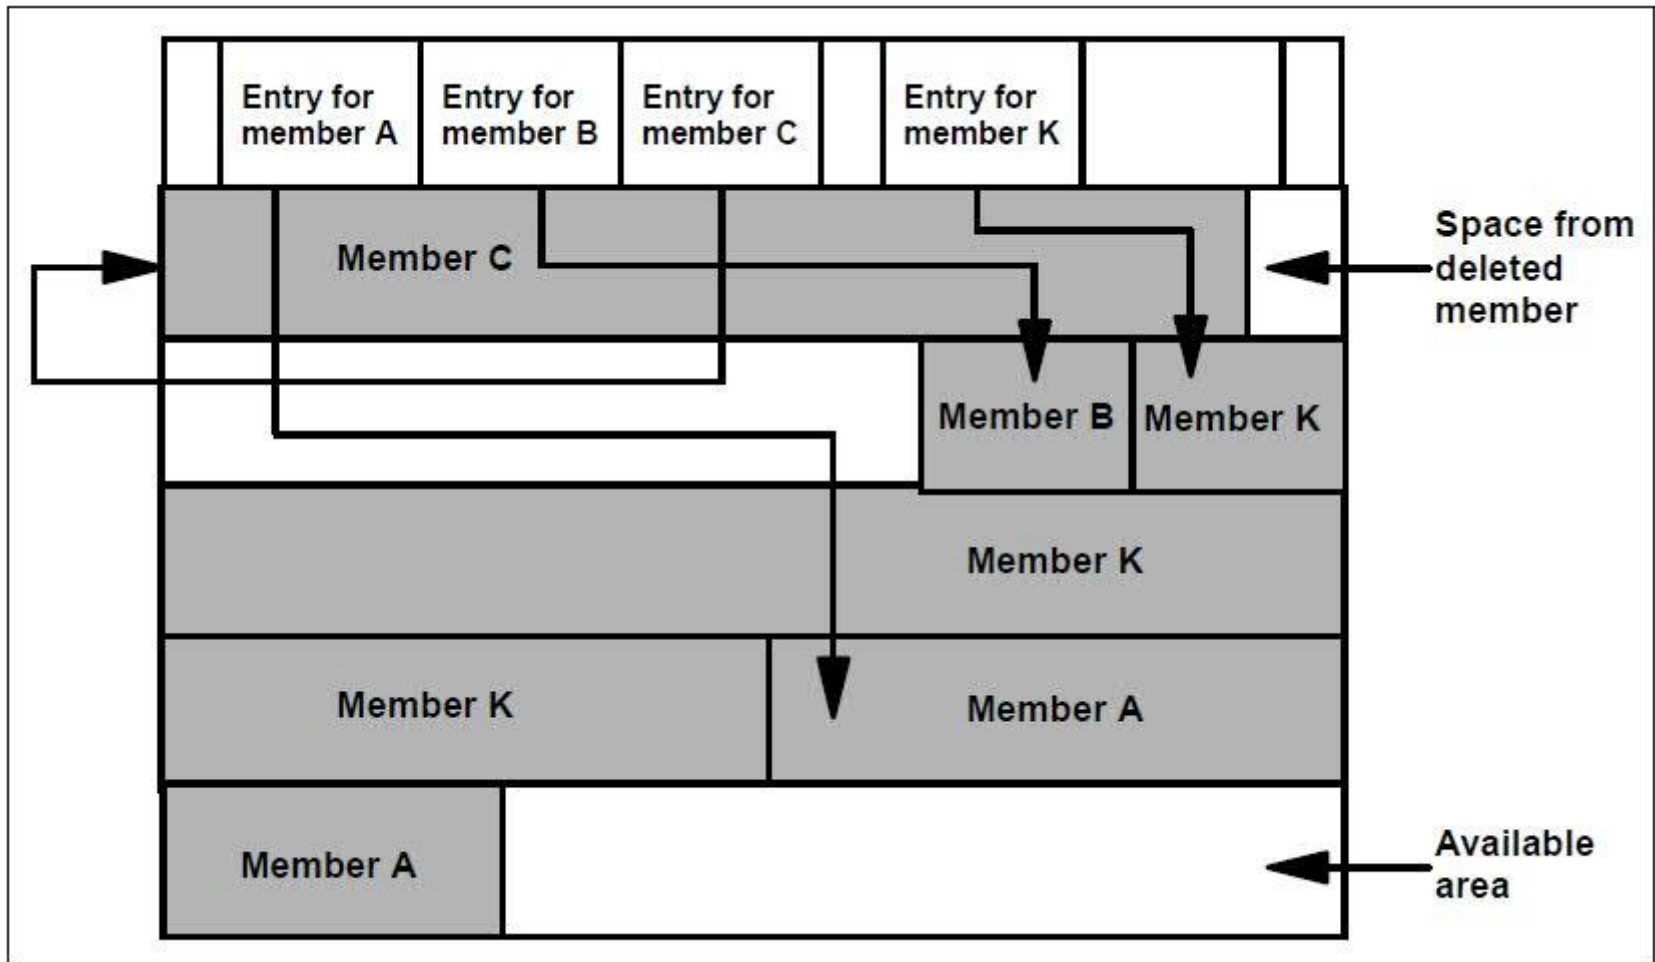 Entry for
member A
Entry for
member B
Entry for
member C
Entry for
member K
Member C
Space from
deleted
member
Member B
Member K
Member K
Member K
Member A
Member A
Available
area